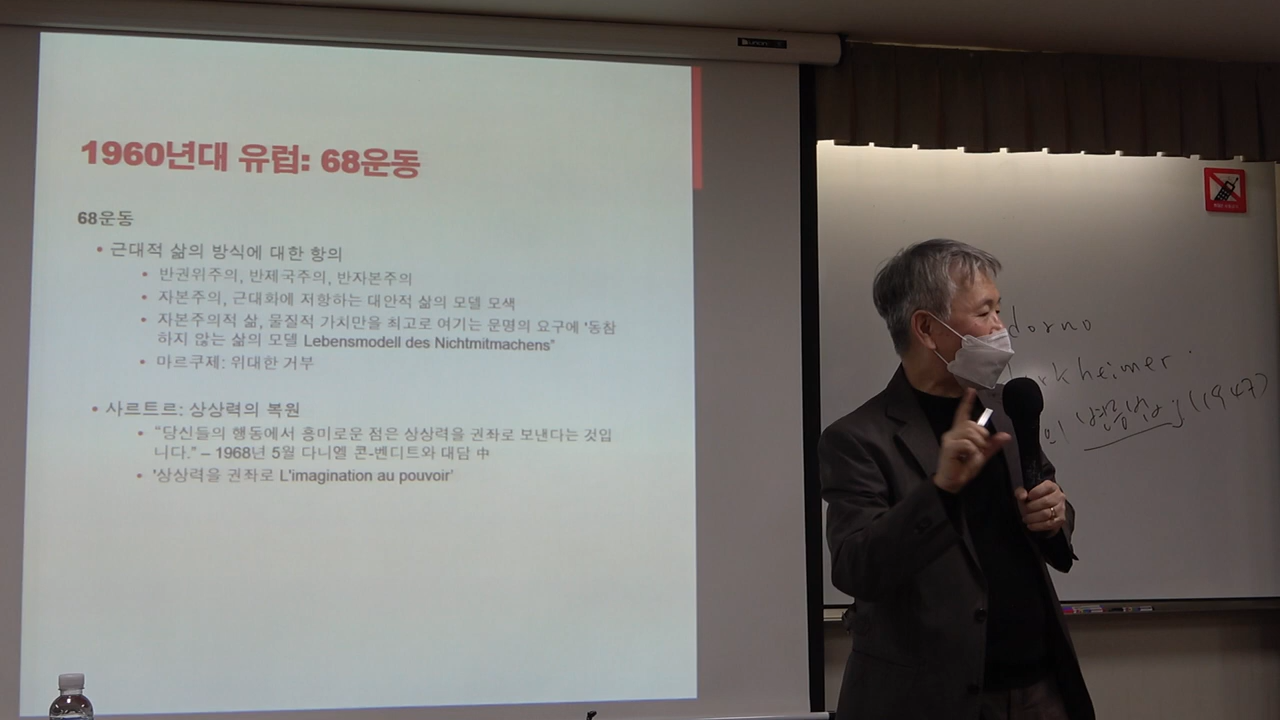 1960년대 유럽: 68운동
68운동
• 근대적 삶의 방식에 대한 항의
• 반권위주의, 반제국주의, 반자본주의
• 자본주의, 근대화에 저항하는 대안적 삶의 모델 모색
• 자본주의적 삶, 물질적 가치만을 최고로 여기는 문명의 요구에 '동참
하지 않는 삶의 모델 Lebensmodell des Nichtmitmachens"
• 마르쿠제: 위대한 거부
• 사르트르: 상상력의 복원
• "당신들의 행동에서 흥미로운 점은 상상력을 권좌로 보낸다는 것입
니다." – 1968년 5월 다니엘 콘-벤디트와 대담 中
• '상상력을 권좌로 L'imagination au pouvoir'
dorno
rkheimer
의 (1947)